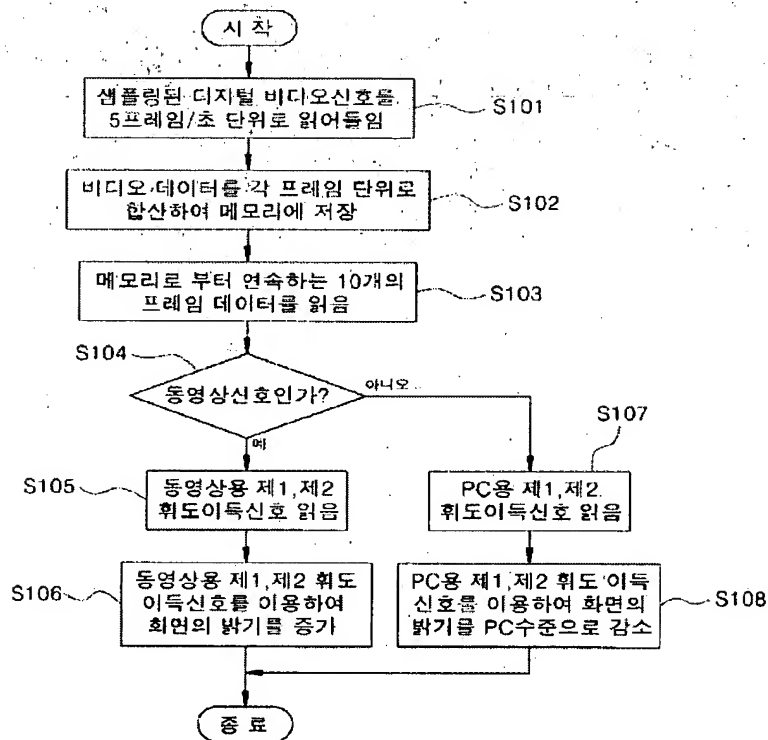 시 작
샘플링된 디지털 비디오신호를
5프레임/초 단위로 읽어들임
S101
비디오 데이터를 각 프레임 단위로
합산하여 메모리에 저장
S102
메모리로 부터 연속하는 10개의
프레임 데이터를 읽음
S103
S104
동영상신호인가?
아니오
예
S105
동영상용 제1,제2
휘도이득신호 읽음
S107
PC용 제1,제2
휘도이득신호 읽음
S106
동영상용 제1,제2 휘도
이득신호를 이용하여
화면의 밝기를 증가
PC용 제1,제2 휘도 이득
신호를 이용하여 화면의
밝기를 PC수준으로 감소
S108
종 료